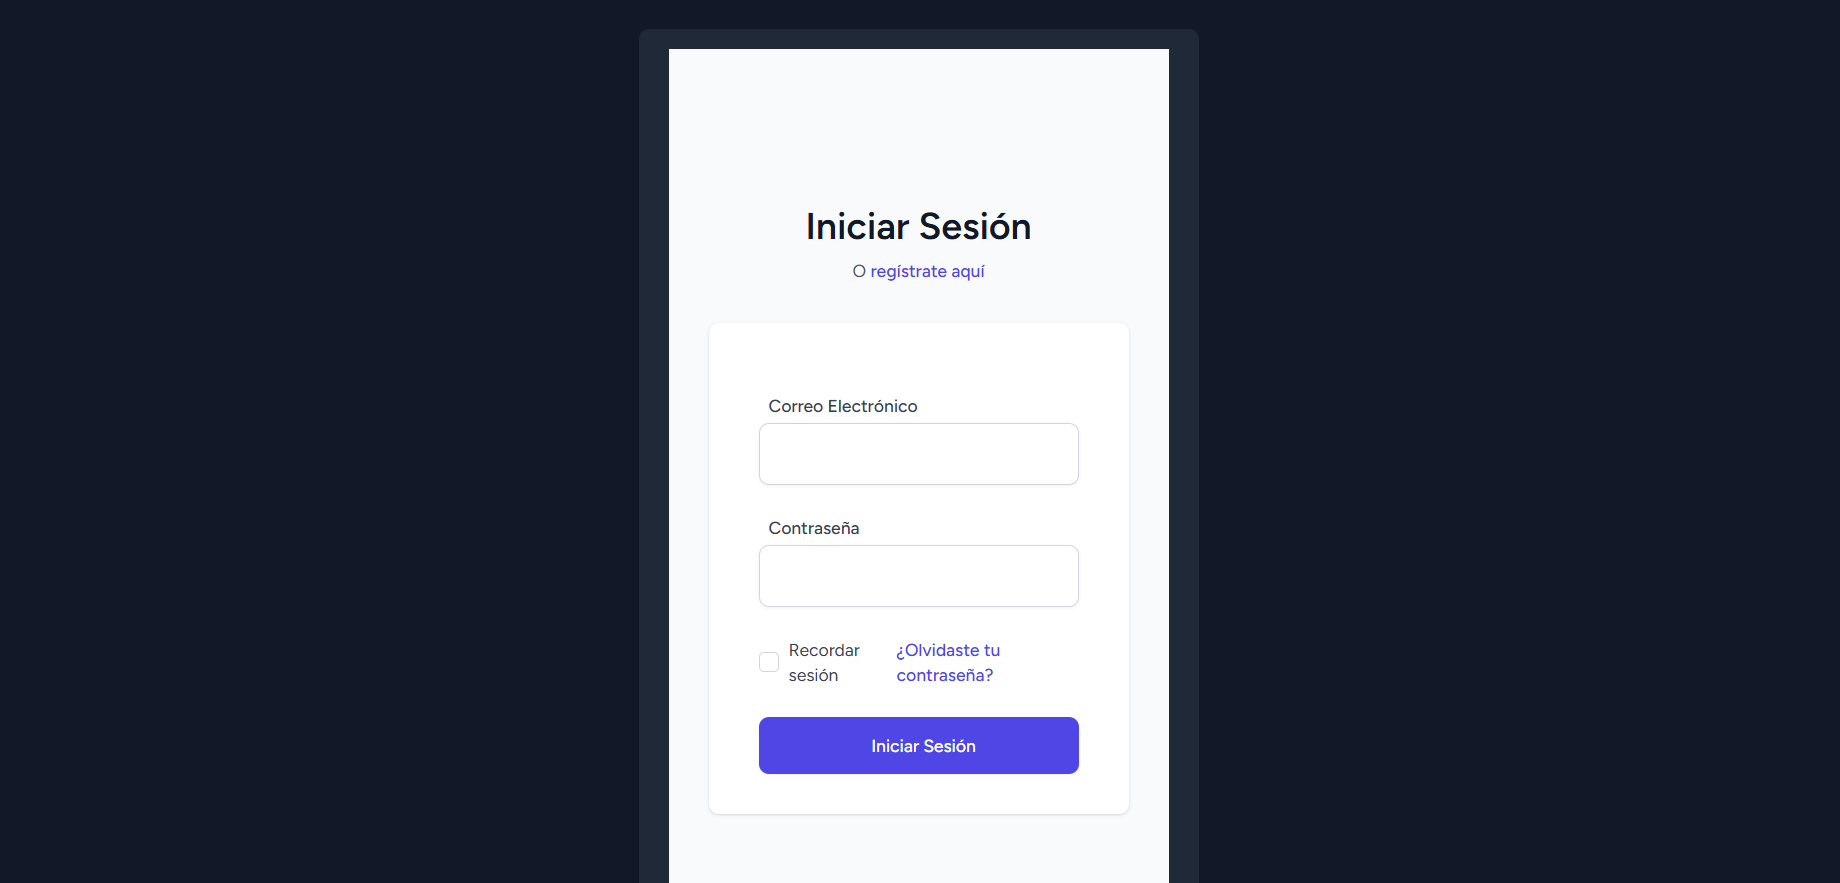 Iniciar Sesión
O regístrate aquí
Correo Electrónico
Contraseña
Recordar
sesión
¿Olvidaste tu
contraseña?
Iniciar Sesión